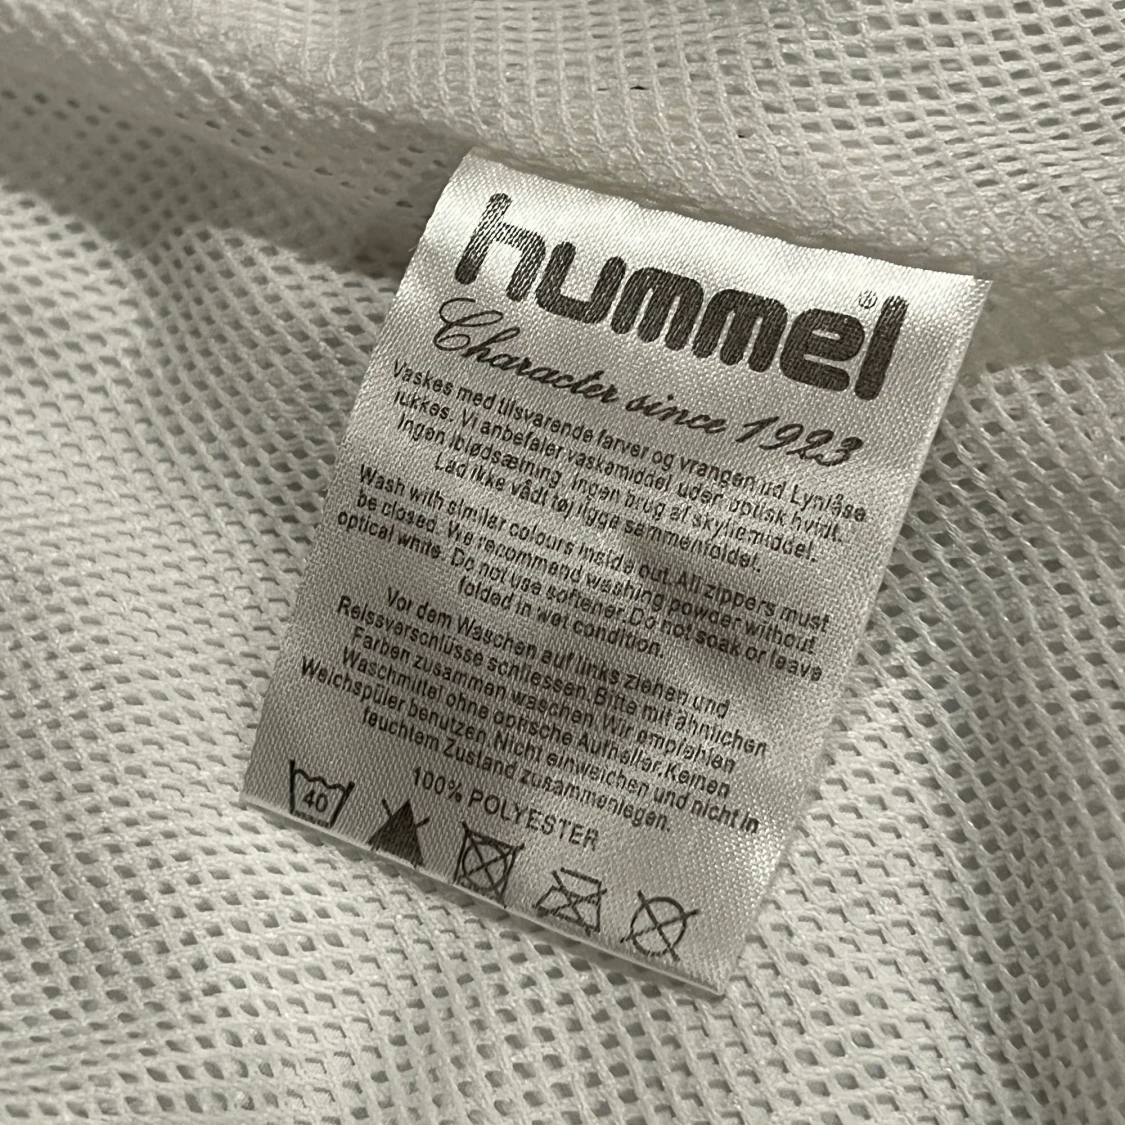 hummel®
Character since 1923
Vaskes med tilsvarende farver og vrangen ud. Lynlåse
lukkes. Vi anbefaler vaskemiddel uden optisk hvidt.
Ingen iblødsætning, ingen brug af skyllemiddel.
Lad ikke vådt tøj ligge sammenfoldet.
Wash with similar colours inside out. All zippers must
be closed. We recommend washing powder without
optical white. Do not use softener. Do not soak or leave
folded in wet condition.
Vor dem Waschen auf links ziehen und
Reissverschlüsse schliessen. Bitte mit ähnlichen
Farben zusammen waschen. Wir empfehlen
Waschmittel ohne optische Aufheller. Keinen
Weichspüler benutzen. Nicht einweichen und nicht in
feuchtem Zustand zusammenlegen.
100% POLYESTER
40